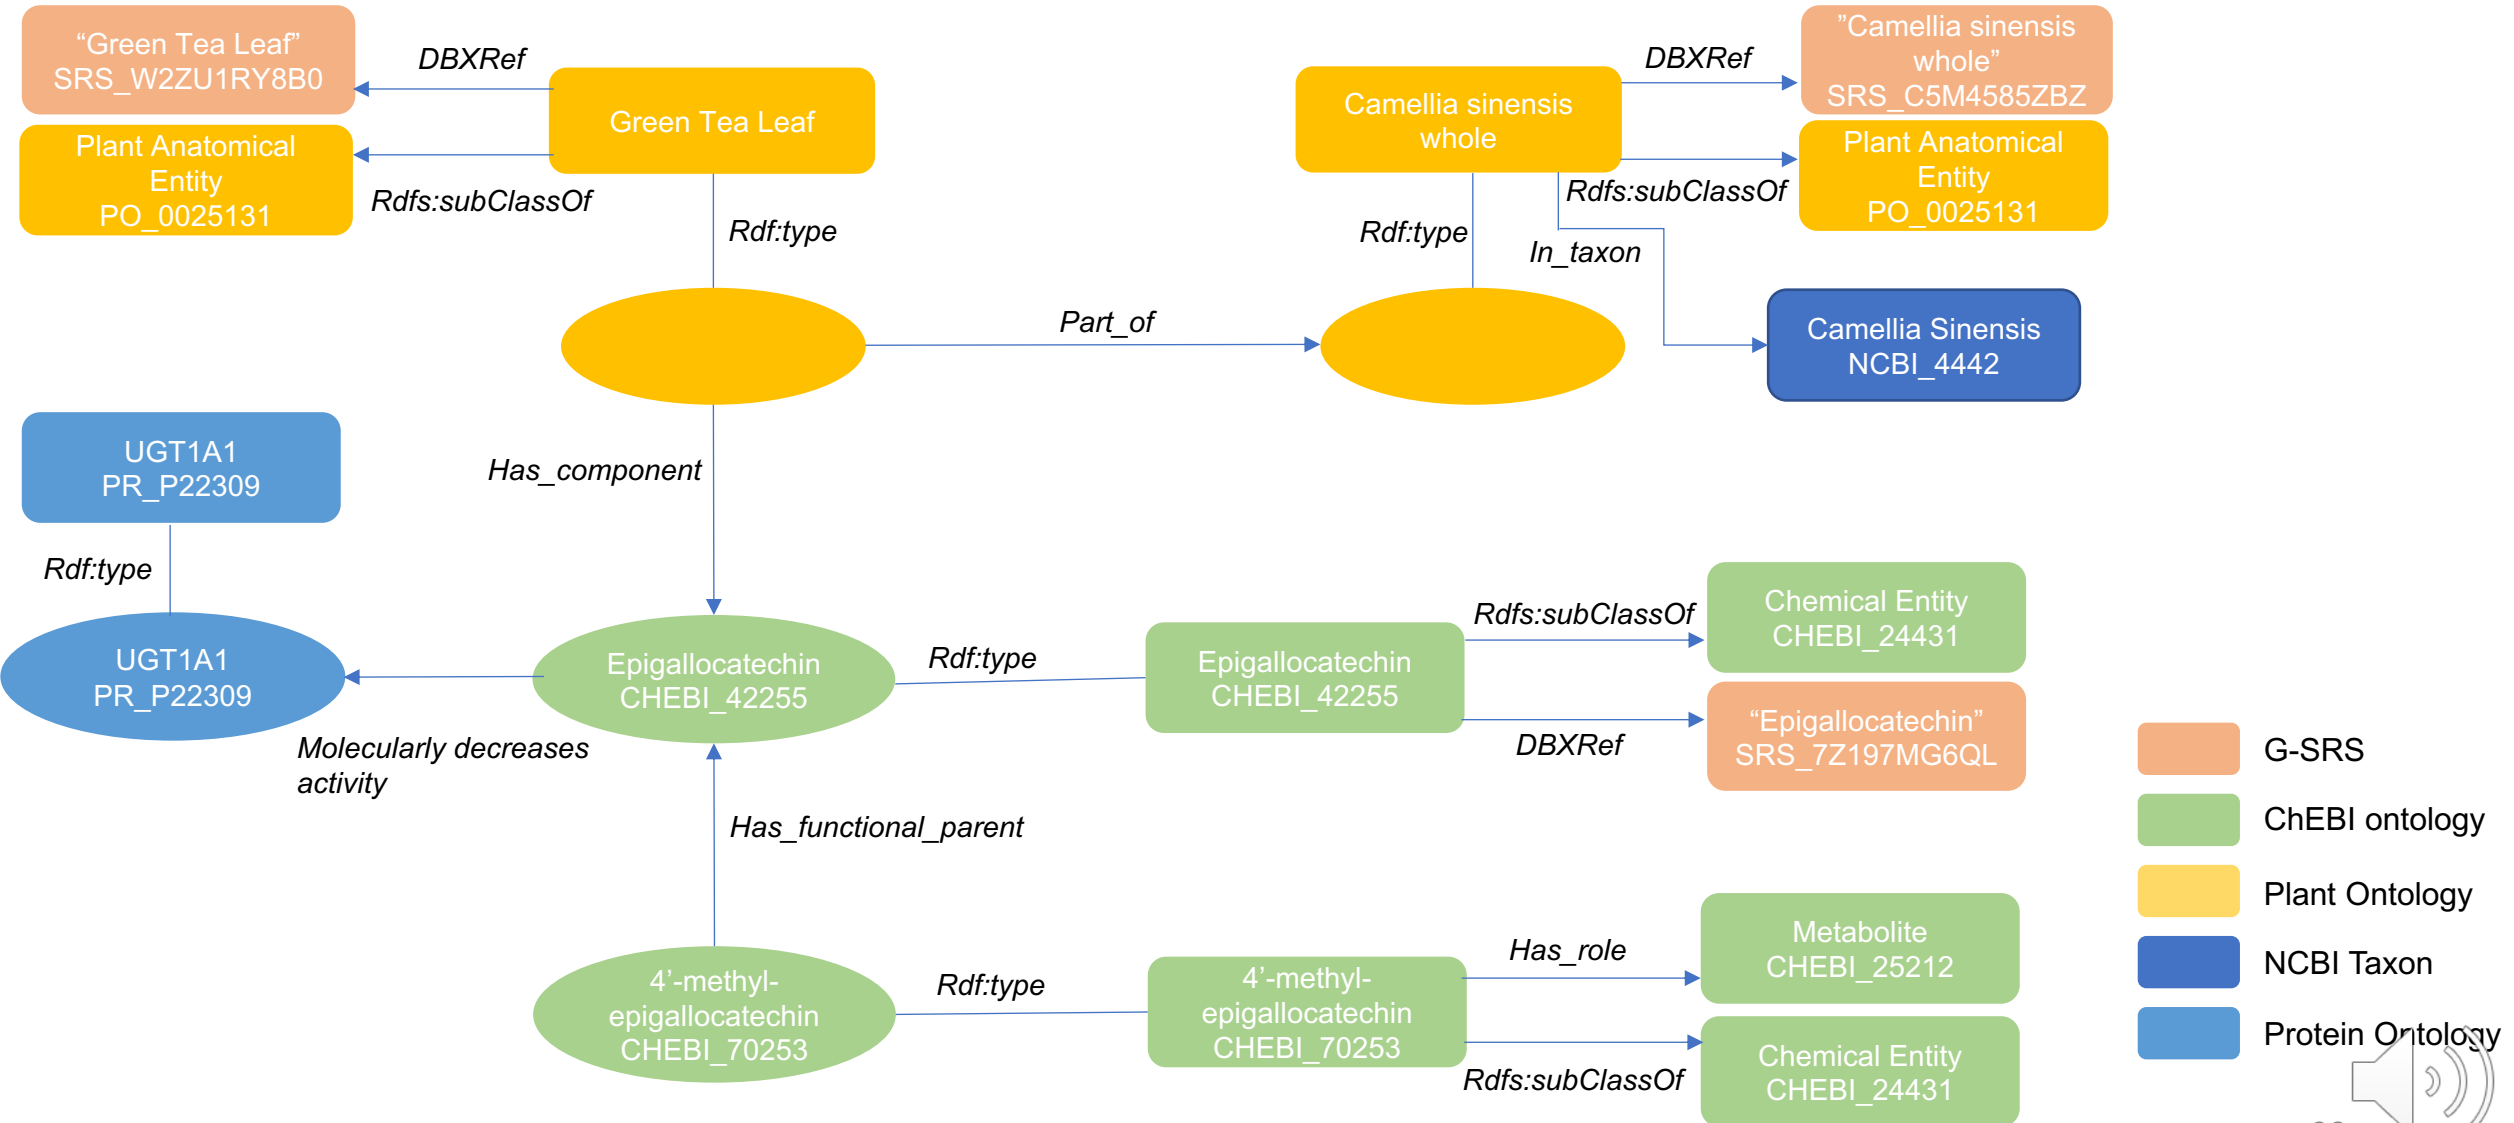 “Green Tea Leaf”
SRS_W2ZU1RY8B0
DBXRef
Green Tea Leaf
Plant Anatomical
Entity
PO_0025131
Rdfs:subClassOf
Rdf:type
Camellia sinensis
whole
DBXRef
”Camellia sinensis
whole”
SRS_C5M4585ZBZ
Rdfs:subClassOf
Plant Anatomical
Entity
PO_0025131
Rdf:type
In_taxon
Part_of
Camellia Sinensis
NCBI_4442
UGT1A1
PR_P22309
Has_component
Rdf:type
UGT1A1
PR_P22309
Molecularly decreases
activity
Epigallocatechin
CHEBI_42255
Rdf:type
Epigallocatechin
CHEBI_42255
Rdfs:subClassOf
Chemical Entity
CHEBI_24431
DBXRef
“Epigallocatechin”
SRS_7Z197MG6QL
Has_functional_parent
4’-methyl-
epigallocatechin
CHEBI_70253
Rdf:type
4’-methyl-
epigallocatechin
CHEBI_70253
Has_role
Metabolite
CHEBI_25212
Rdfs:subClassOf
Chemical Entity
CHEBI_24431
G-SRS
ChEBI ontology
Plant Ontology
NCBI Taxon
Protein Ontology